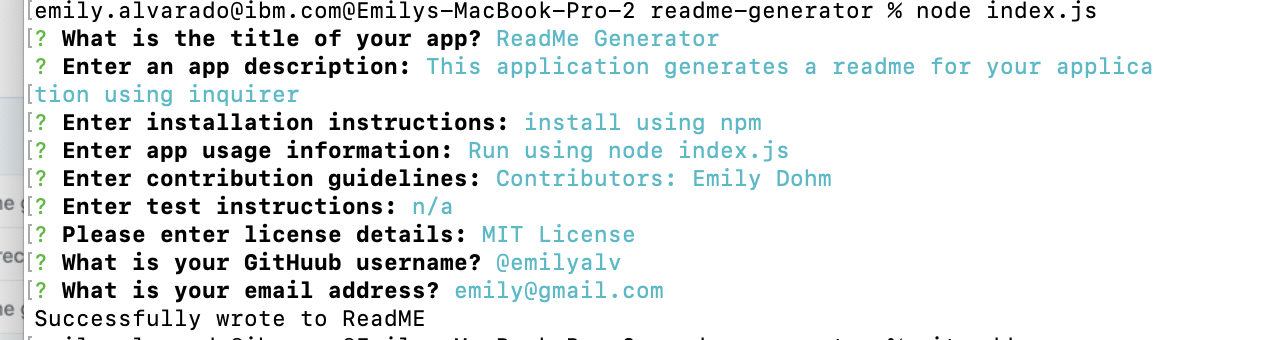 emily.alvarado@ibm.com@Emilys-MacBook-Pro-2 readme-generator % node index.js
[? What is the title of your app? ReadMe Generator
? Enter an app description: This application generates a readme for your applica
[tion using inquirer
[? Enter installation instructions: install using npm
[? Enter app usage information: Run using node index.js
[? Enter contribution guidelines: Contributors: Emily Dohm
[? Enter test instructions: n/a
[? Please enter license details: MIT License
[? What is your GitHuub username? @emilyalv
[? What is your email address? emily@gmail.com
Successfully wrote to ReadME